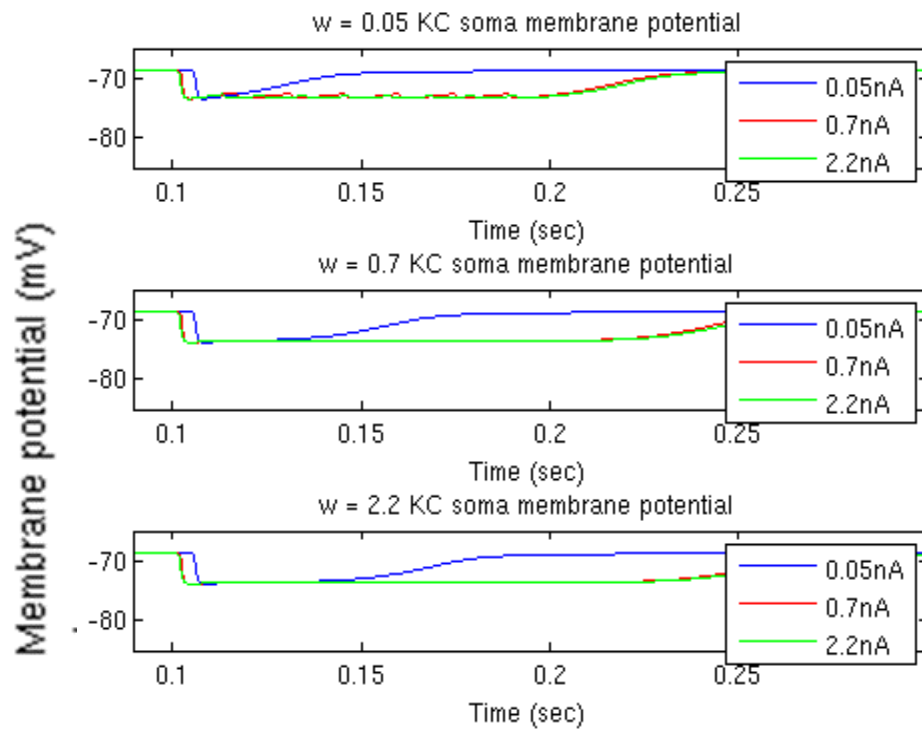 w = 0.05 KC soma membrane potential
-70
-80
0.05nA
0.7nA
2.2nA
0.1 0.15 0.2 0.25
Time (sec)
w = 0.7 KC soma membrane potential
-70
-80
0.05nA
0.7nA
2.2nA
0.1 0.15 0.2 0.25
Time (sec)
w = 2.2 KC soma membrane potential
-70
-80
0.05nA
0.7nA
2.2nA
0.1 0.15 0.2 0.25
Time (sec)
Membrane potential (mV)